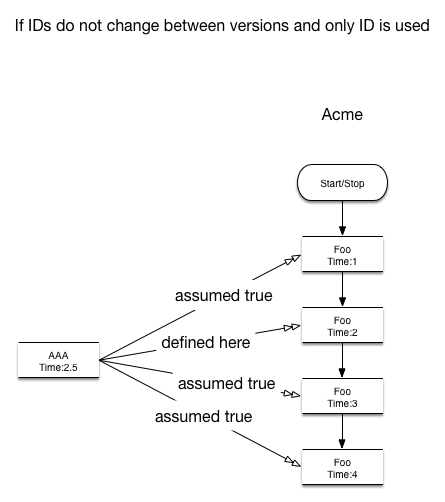 If IDs do not change between versions and only ID is used
Acme
Start/Stop
Foo
Time:1
assumed true
Foo
Time:2
defined here
AAA
Time:2.5
assumed true
Foo
Time:3
assumed true
Foo
Time:4